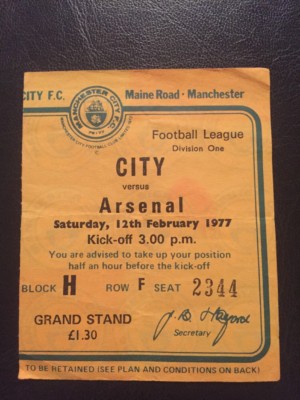 CITY F.C. Maine Road · Manchester
MANCHESTER CITY F.C.
Football League
Division One
CITY
versus
Arsenal
Saturday, 12th February 1977
Kick-off 3.00 p.m.
You are advised to take up your position
half an hour before the kick-off
BLOCK H ROW F SEAT 2344
GRAND STAND
£1.30
Secretary
TO BE RETAINED (SEE PLAN AND CONDITIONS ON BACK)